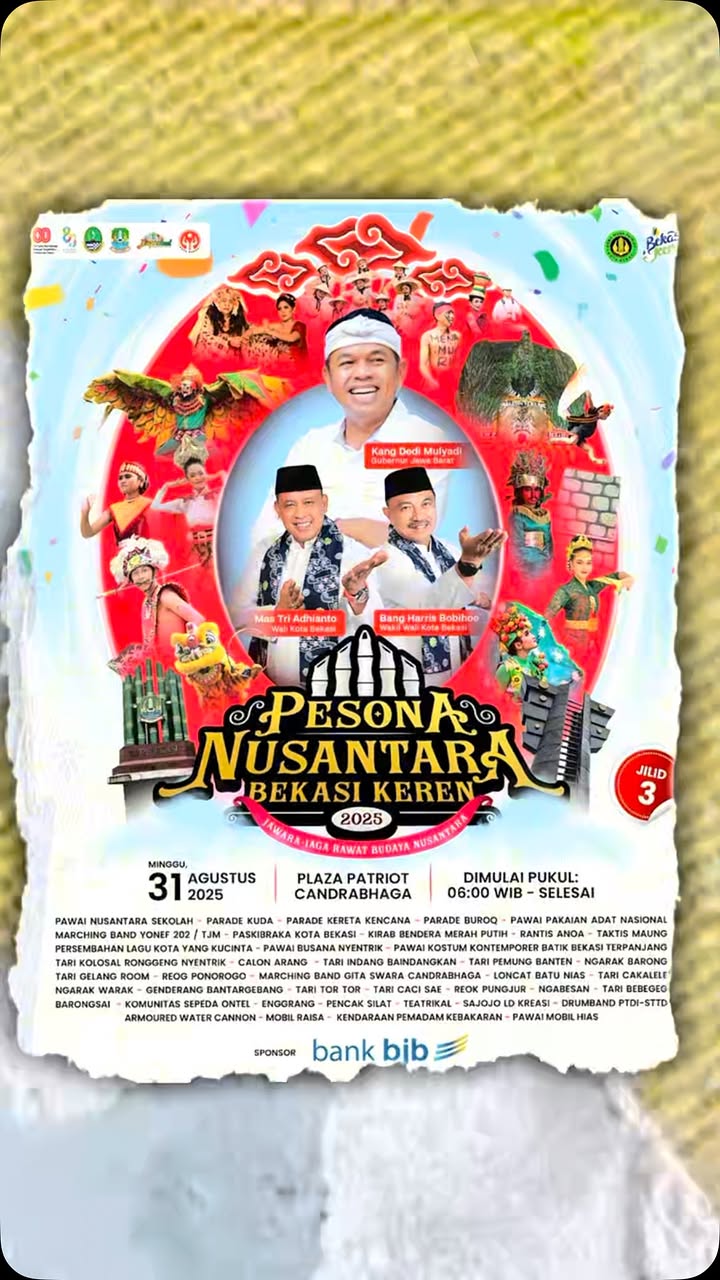 Bekasi
Keren
MENA
MU
RI
Kang Dedi Mulyadi
Gubernur Jawa Barat
Mas Tri Adhianto
Wali Kota Bekasi
Bang Harris Bobihoe
Wakil Wali Kota Bekasi
PESONA
NUSANTARA
BEKASI KEREN
2025
JAWARA-JAGA RAWAT BUDAYA NUSANTARA
JILID
3
MINGGU,
31 AGUSTUS
2025
PLAZA PATRIOT
CANDRABHAGA
DIMULAI PUKUL:
06:00 WIB - SELESAI
PAWAI NUSANTARA SEKOLAH - PARADE KUDA - PARADE KERETA KENCANA - PARADE BUROQ - PAWAI PAKAIAN ADAT NASIONAL
MARCHING BAND YONEF 202 / TJM - PASKIBRAKA KOTA BEKASI - KIRAB BENDERA MERAH PUTIH - RANTIS ANOA - TAKTIS MAUNG
PERSEMBAHAN LAGU KOTA YANG KUCINTA - PAWAI BUSANA NYENTRIK - PAWAI KOSTUM KONTEMPORER BATIK BEKASI TERPANJANG
TARI KOLOSAL RONGGENG NYENTRIK - CALON ARANG - TARI INDANG BAINDANGKAN - TARI PEMUNG BANTEN - NGARAK BARONG
TARI GELANG ROOM - REOG PONOROGO - MARCHING BAND GITA SWARA CANDRABHAGA - LONCAT BATU NIAS - TARI CAKALELE
NGARAK WARAK - GENDERANG BANTARGEBANG - TARI TOR TOR - TARI CACI SAE - REOK PUNGJUR - NGABESAN - TARI BEBEGEG
BARONGSAI - KOMUNITAS SEPEDA ONTEL - ENGGRANG - PENCAK SILAT - TEATRIKAL - SAJOJO LD KREASI - DRUMBAND PTDI-STTD
ARMOURED WATER CANNON - MOBIL RAISA - KENDARAAN PEMADAM KEBAKARAN - PAWAI MOBIL HIAS
SPONSOR bank bjb